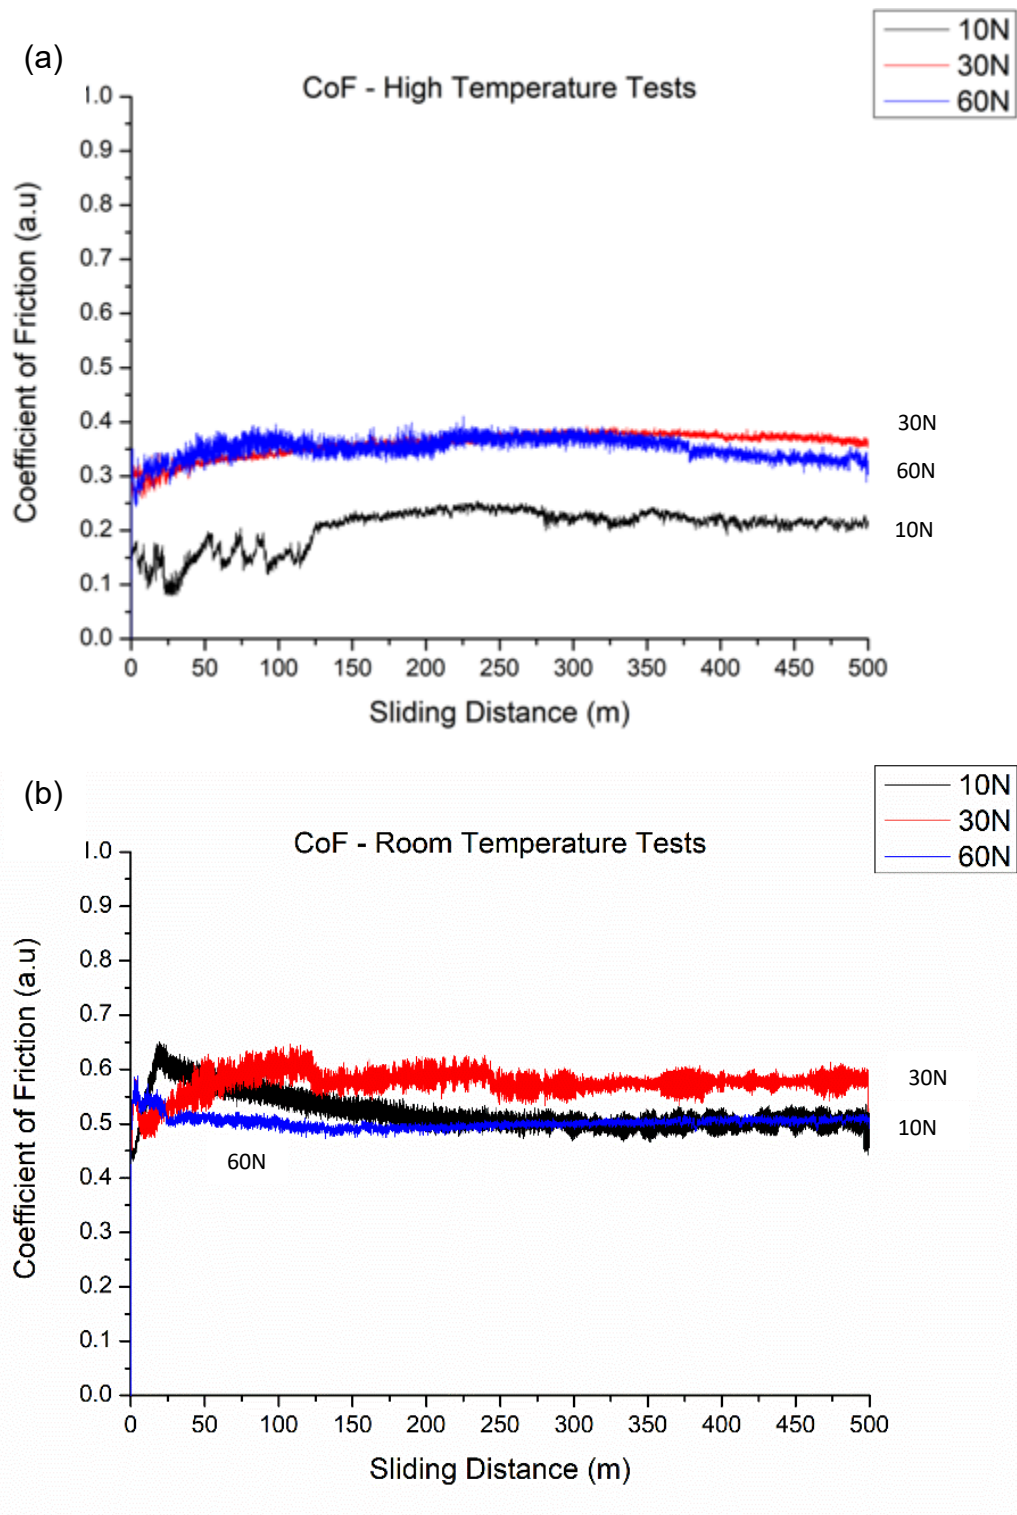 (a)
10N
30N
60N
CoF - High Temperature Tests
1.0
0.9
0.8
0.7
0.6
0.5
0.4
0.3
0.2
0.1
0.0
Coefficient of Friction (a.u)
30N
60N
10N
0 50 100 150 200 250 300 350 400 450 500
Sliding Distance (m)
(b)
10N
30N
60N
CoF - Room Temperature Tests
1.0
0.9
0.8
0.7
0.6
0.5
0.4
0.3
0.2
0.1
0.0
Coefficient of Friction (a.u)
30N
10N
60N
0 50 100 150 200 250 300 350 400 450 500
Sliding Distance (m)